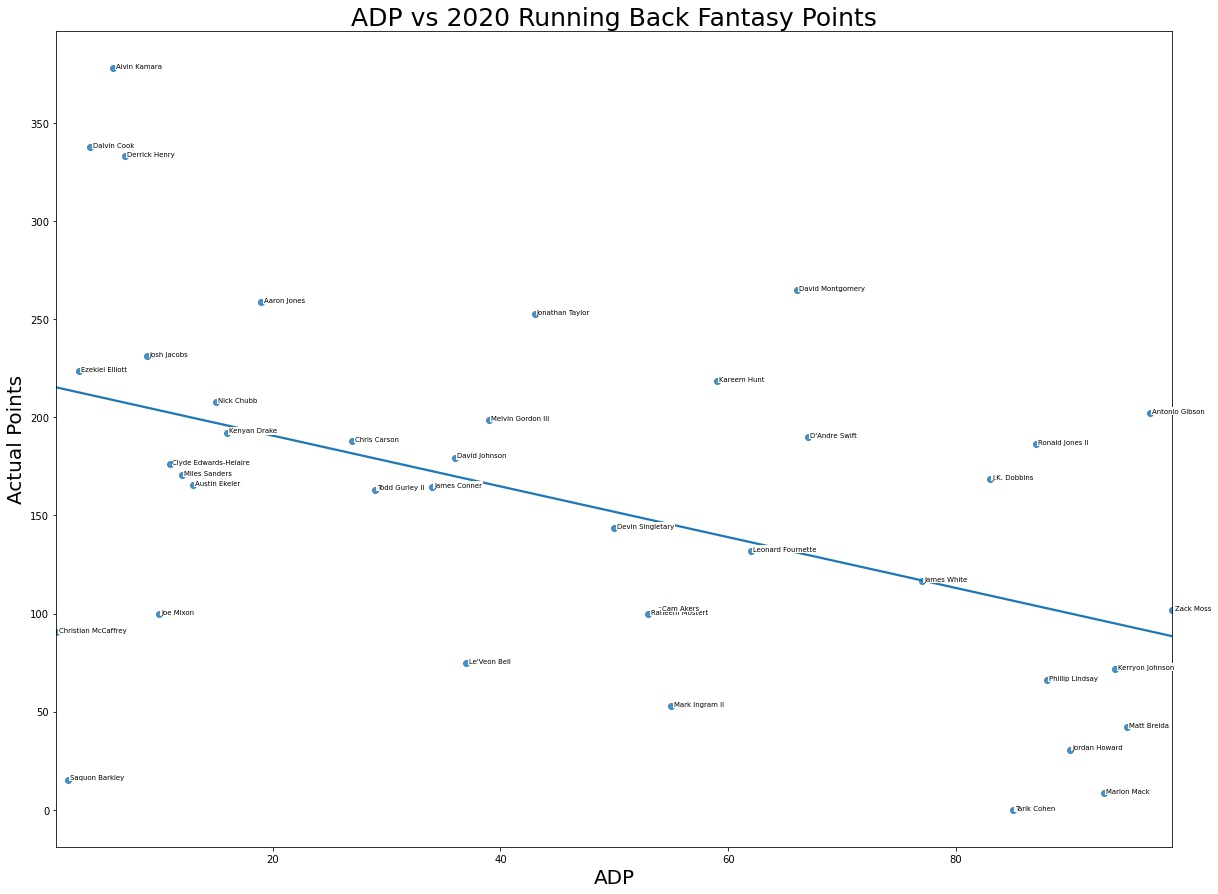 ADP vs 2020 Running Back Fantasy Points
Alvin Kamara
350
Dalvin Cook
Derrick Henry
300
Aaron Jones
David Montgomery
Jonathan Taylor
250
Josh Jacobs
Ezekiel Elliott
Kareem Hunt
Nick Chubb
Antonio Gibson
200
Melvin Gordon III
Kenyan Drake
D'Andre Swift
Chris Carson
Ronald Jones II
Clyde Edwards-Helaire
David Johnson
Miles Sanders
J.K. Dobbins
Austin Ekeler
Todd Gurley II
James Conner
150
Devin Singletary
Leonard Fournette
James White
100
Joe Mixon
Cam Akers
Raheem Mostert
Zack Moss
Christian McCaffrey
Le'Veon Bell
Kerryon Johnson
Phillip Lindsay
50
Mark Ingram II
Matt Breida
Jordan Howard
Saquon Barkley
Marlon Mack
0
Tarik Cohen
20
40
60
80
ADP
Actual Points